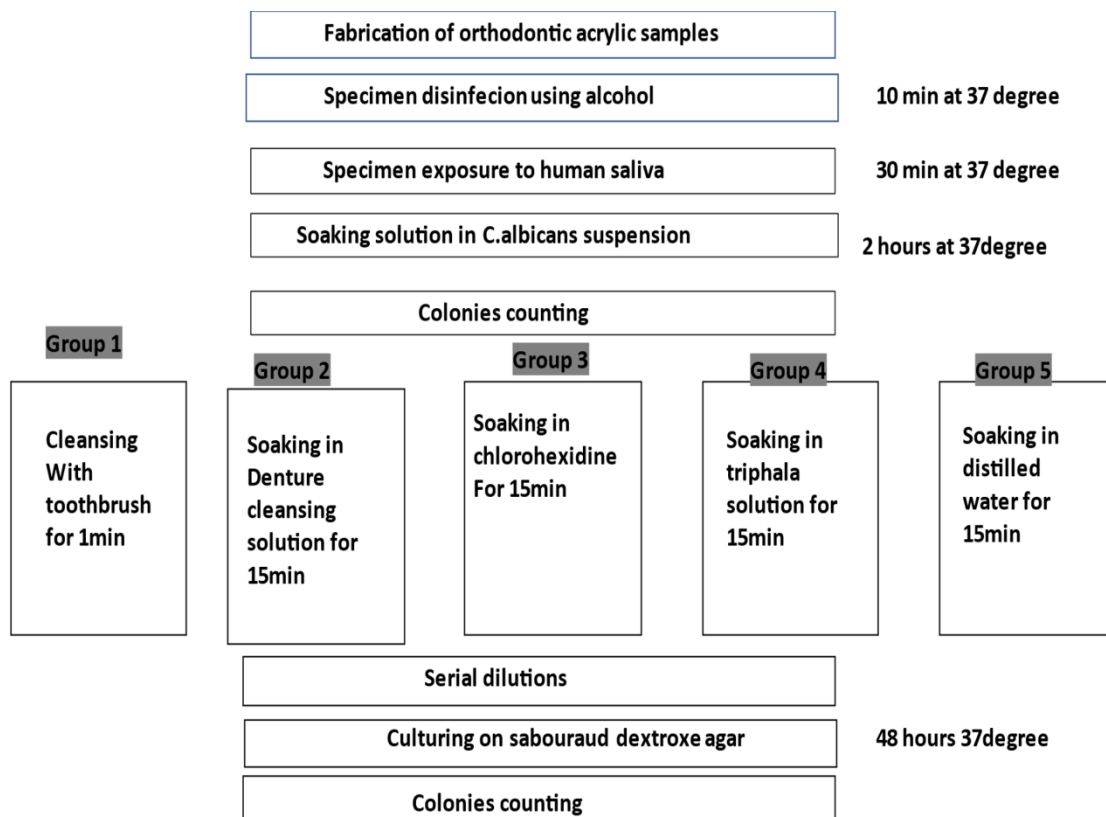 Fabrication of orthodontic acrylic samples
Specimen disinfecion using alcohol
10 min at 37 degree
Specimen exposure to human saliva
30 min at 37 degree
Soaking solution in C.albicans suspension
2 hours at 37degree
Colonies counting
Group 1
Cleansing
With
toothbrush
for 1min
Group 2
Soaking in
Denture
cleansing
solution for
15min
Group 3
Soaking in
chlorohexidine
For 15min
Group 4
Soaking in
triphala
solution for
15min
Group 5
Soaking in
distilled
water for
15min
Serial dilutions
Culturing on sabouraud dextroxe agar
48 hours 37degree
Colonies counting